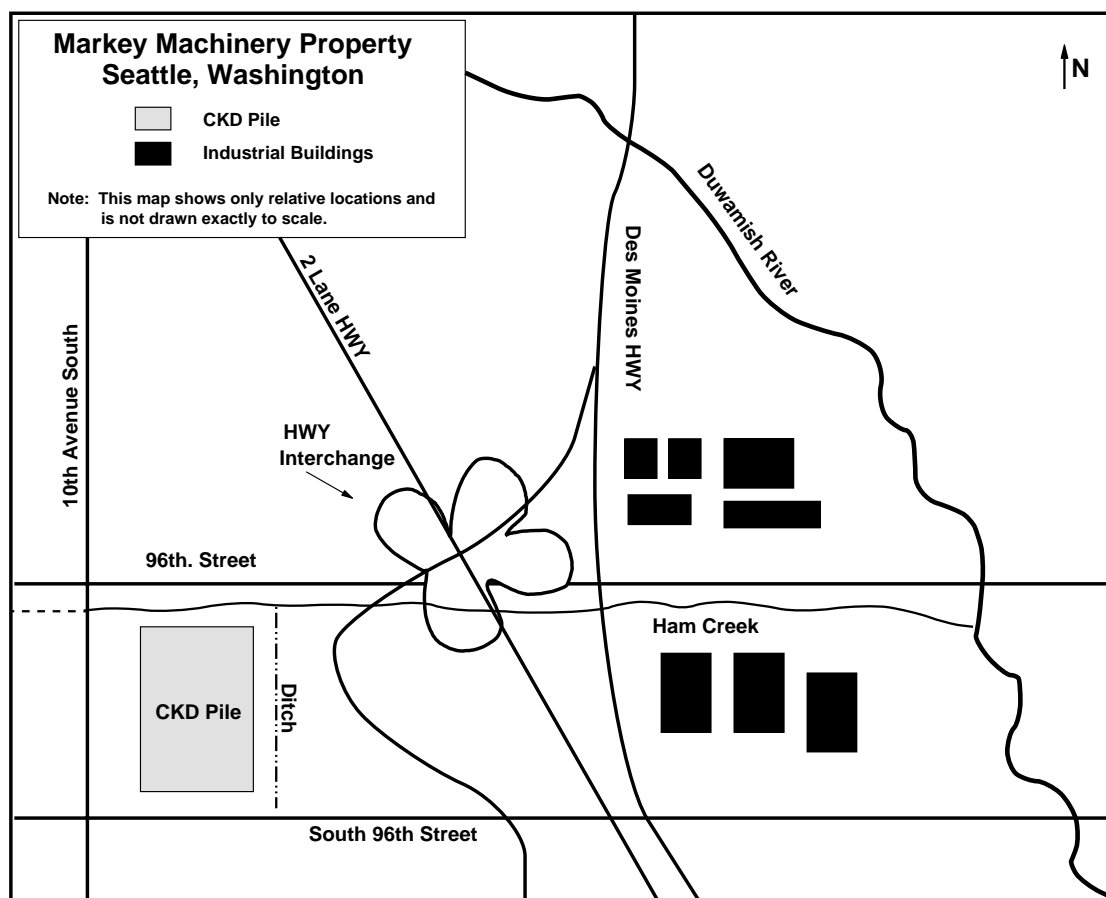 Markey Machinery Property
Seattle, Washington
CKD Pile
Industrial Buildings
Note: This map shows only relative locations and
is not drawn exactly to scale.
N
Duwamish River
Des Moines HWY
2 Lane HWY
10th Avenue South
HWY
Interchange
96th. Street
Ham Creek
CKD Pile
Ditch
South 96th Street